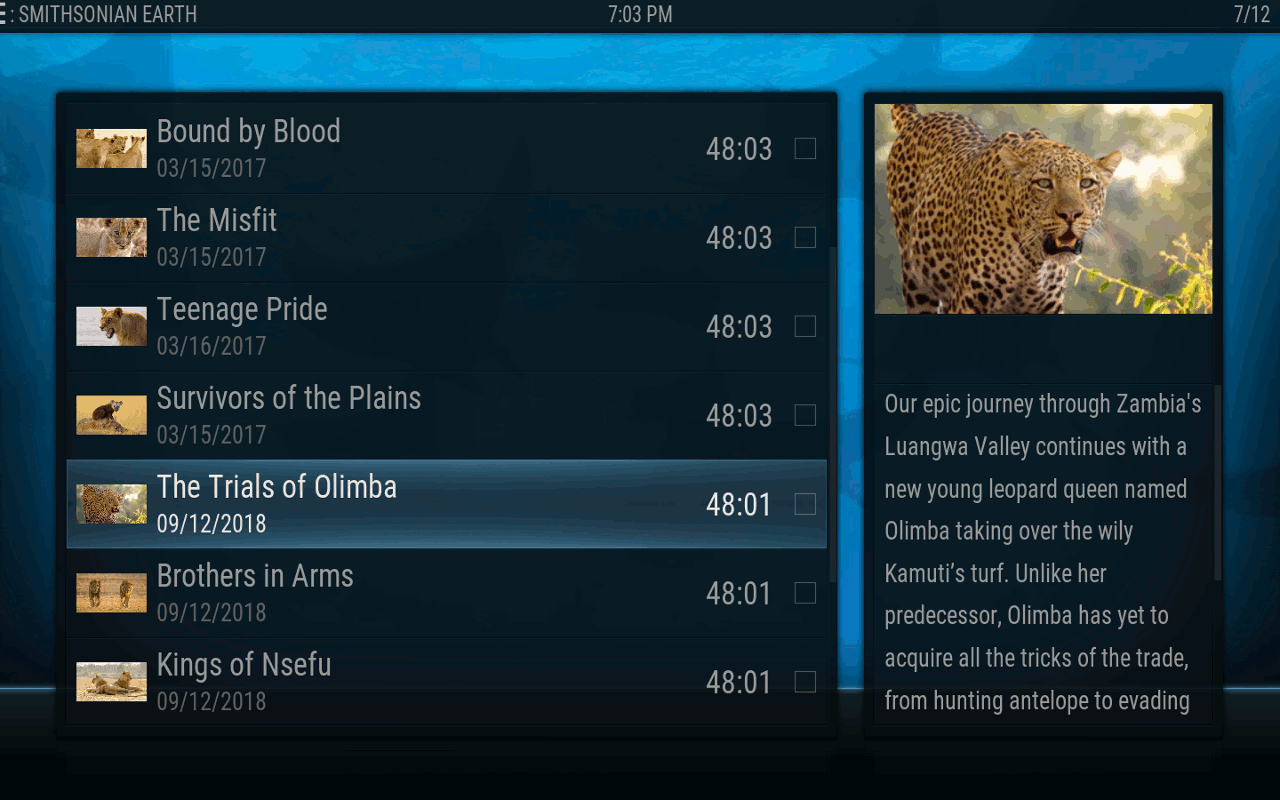 : SMITHSONIAN EARTH
7:03 PM
7/12
Bound by Blood
03/15/2017
48:03
The Misfit
03/15/2017
48:03
Teenage Pride
03/16/2017
48:03
Survivors of the Plains
03/15/2017
48:03
The Trials of Olimba
09/12/2018
48:01
Brothers in Arms
09/12/2018
48:01
Kings of Nsefu
09/12/2018
48:01
Our epic journey through Zambia's
Luangwa Valley continues with a
new young leopard queen named
Olimba taking over the wily
Kamuti’s turf. Unlike her
predecessor, Olimba has yet to
acquire all the tricks of the trade,
from hunting antelope to evading